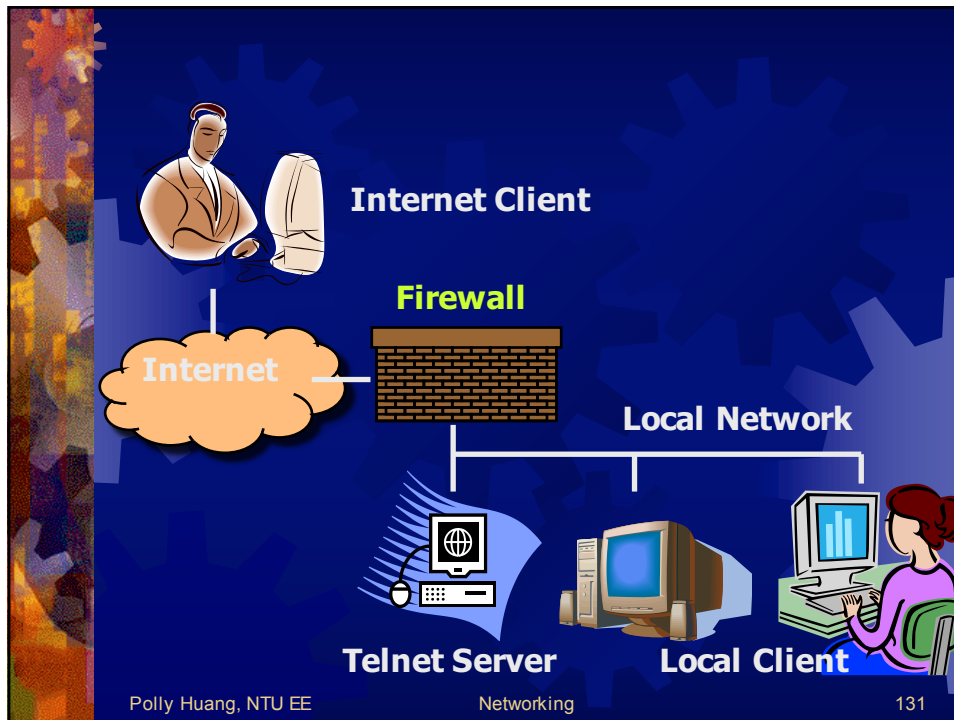 Internet Client
Firewall
Internet
Local Network
Telnet Server
Local Client
Polly Huang, NTU EE
Networking
131